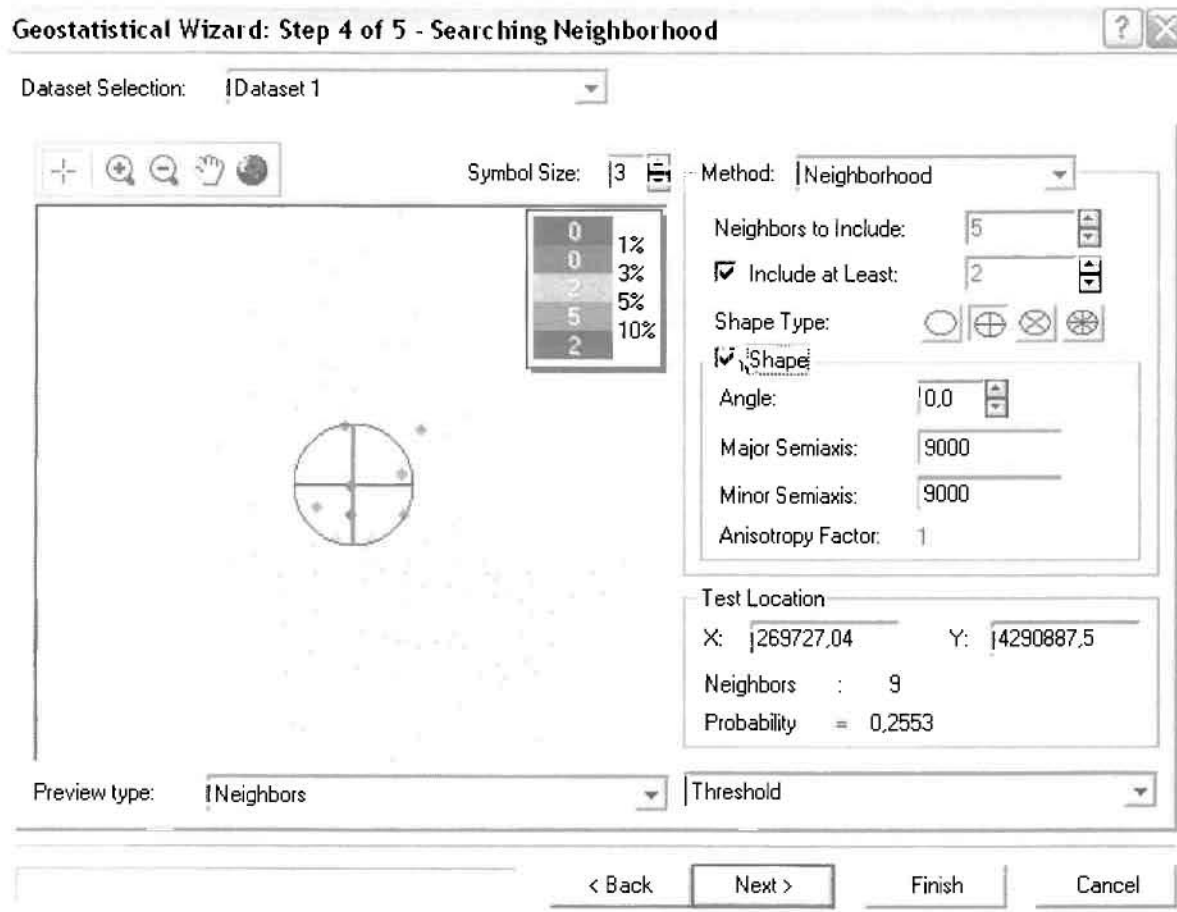 Geostatistical Wizard: Step 4 of 5 - Searching Neighborhood
Dataset Selection: Dataset 1
Symbol Size: 3
0
0
2
5
2
1%
3%
5%
10%
Method: Neighborhood
Neighbors to Include: 5
Include at Least: 2
Shape Type:
Shape
Angle: 0,0
Major Semiaxis: 9000
Minor Semiaxis: 9000
Anisotropy Factor: 1
Test Location
X: 269727,04 Y: 4290887,5
Neighbors : 9
Probability = 0,2553
Preview type: Neighbors
Threshold
< Back Next > Finish Cancel